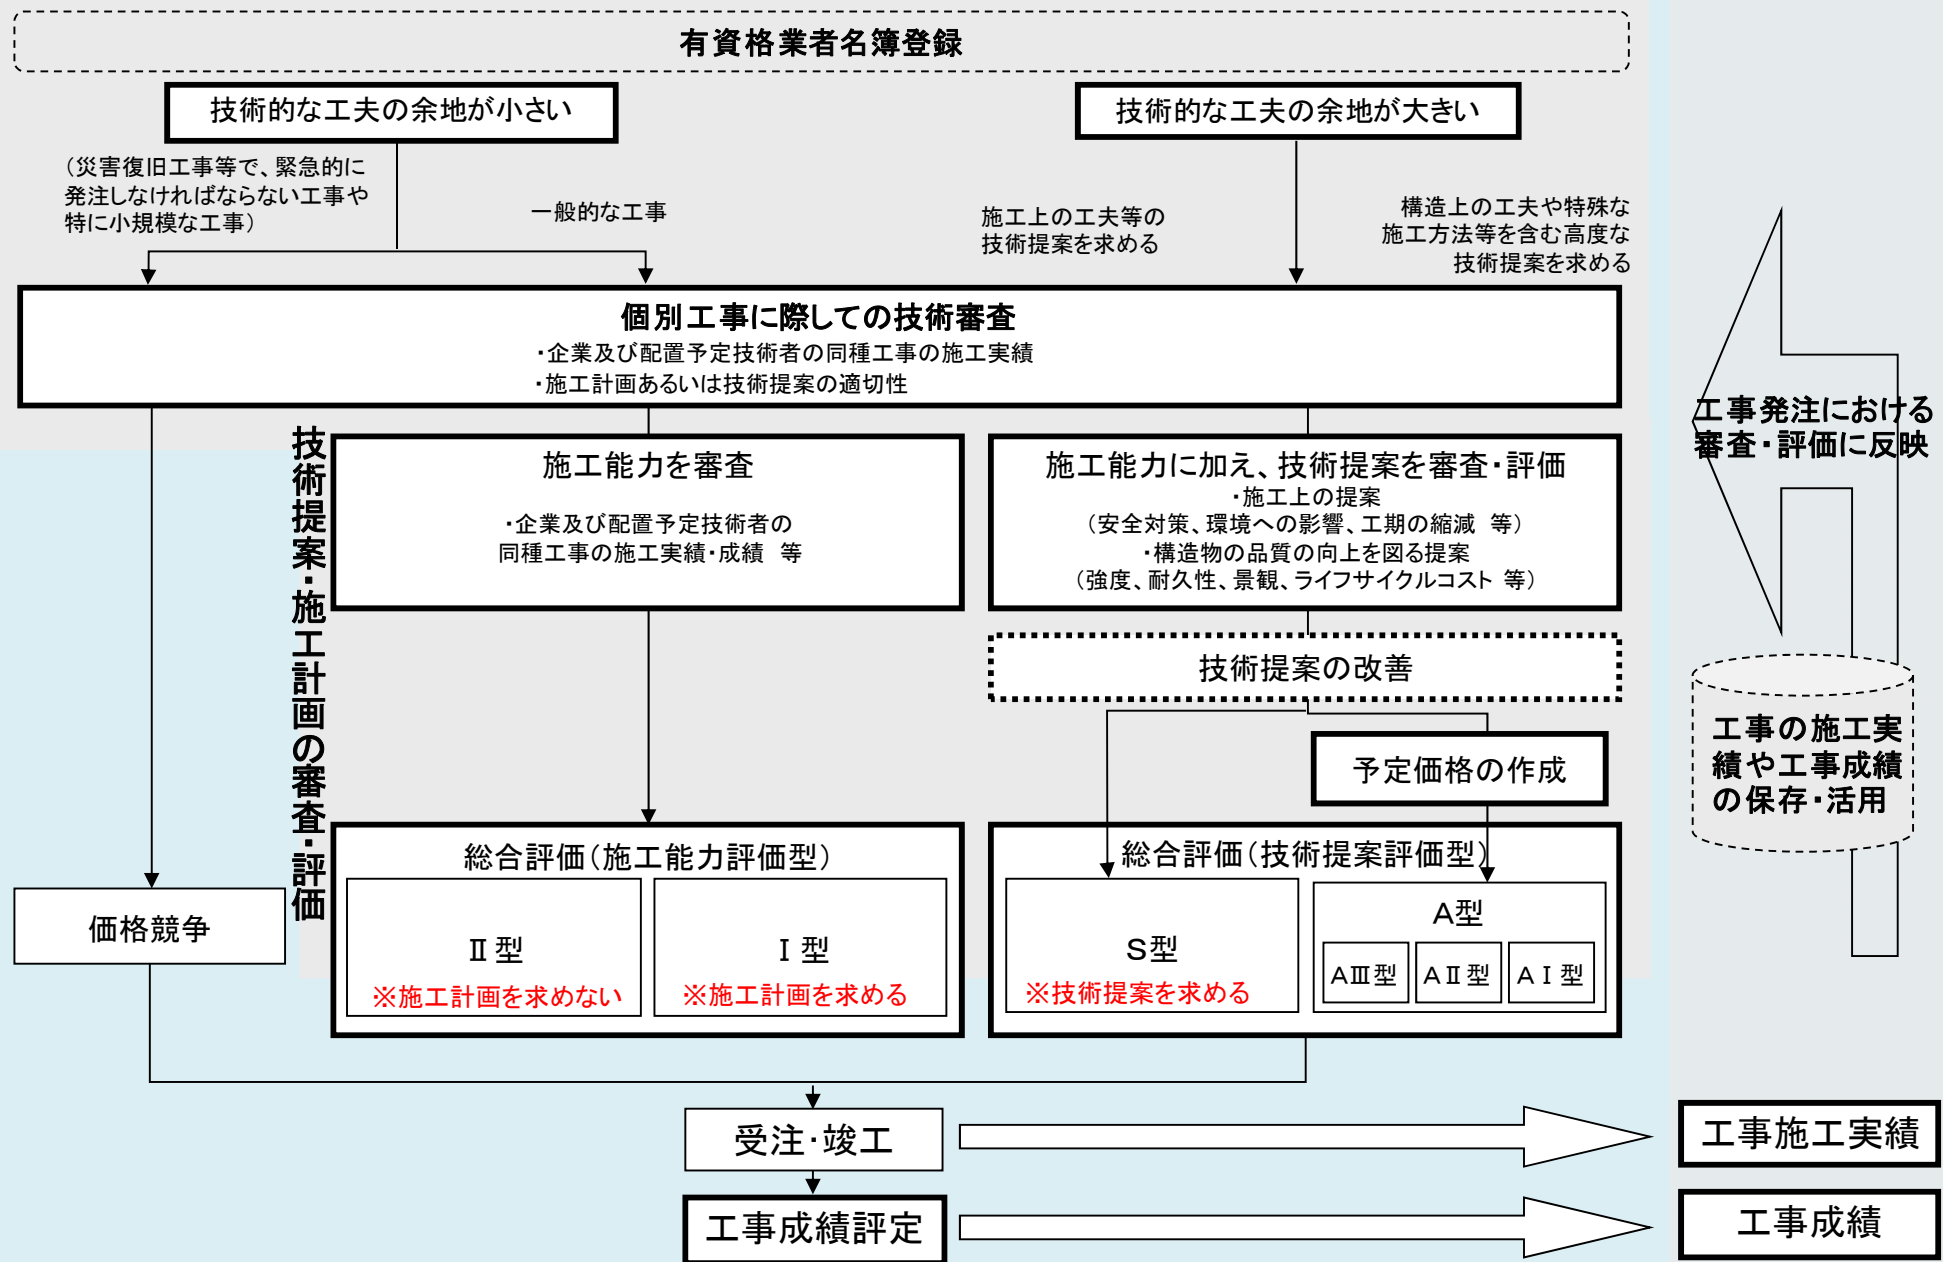 有資格業者名簿登録
技術的な工夫の余地が小さい
技術的な工夫の余地が大きい
（災害復旧工事等で、緊急的に
発注しなければならない工事や
特に小規模な工事）
一般的な工事
施工上の工夫等の
技術提案を求める
構造上の工夫や特殊な
施工方法等を含む高度な
技術提案を求める
個別工事に際しての技術審査
・企業及び配置予定技術者の同種工事の施工実績
・施工計画あるいは技術提案の適切性
工事発注における
審査・評価に反映
技術提案・施工計画の審査・評価
施工能力を審査
・企業及び配置予定技術者の
同種工事の施工実績・成績　等
施工能力に加え、技術提案を審査・評価
・施工上の提案
（安全対策、環境への影響、工期の縮減　等）
・構造物の品質の向上を図る提案
（強度、耐久性、景観、ライフサイクルコスト　等）
技術提案の改善
予定価格の作成
工事の施工実
績や工事成績
の保存・活用
価格競争
総合評価（施工能力評価型）
Ⅱ型
※施工計画を求めない
Ⅰ型
※施工計画を求める
総合評価（技術提案評価型）
S型
※技術提案を求める
A型
AⅢ型
AⅡ型
AⅠ型
受注・竣工
工事施工実績
工事成績評定
工事成績